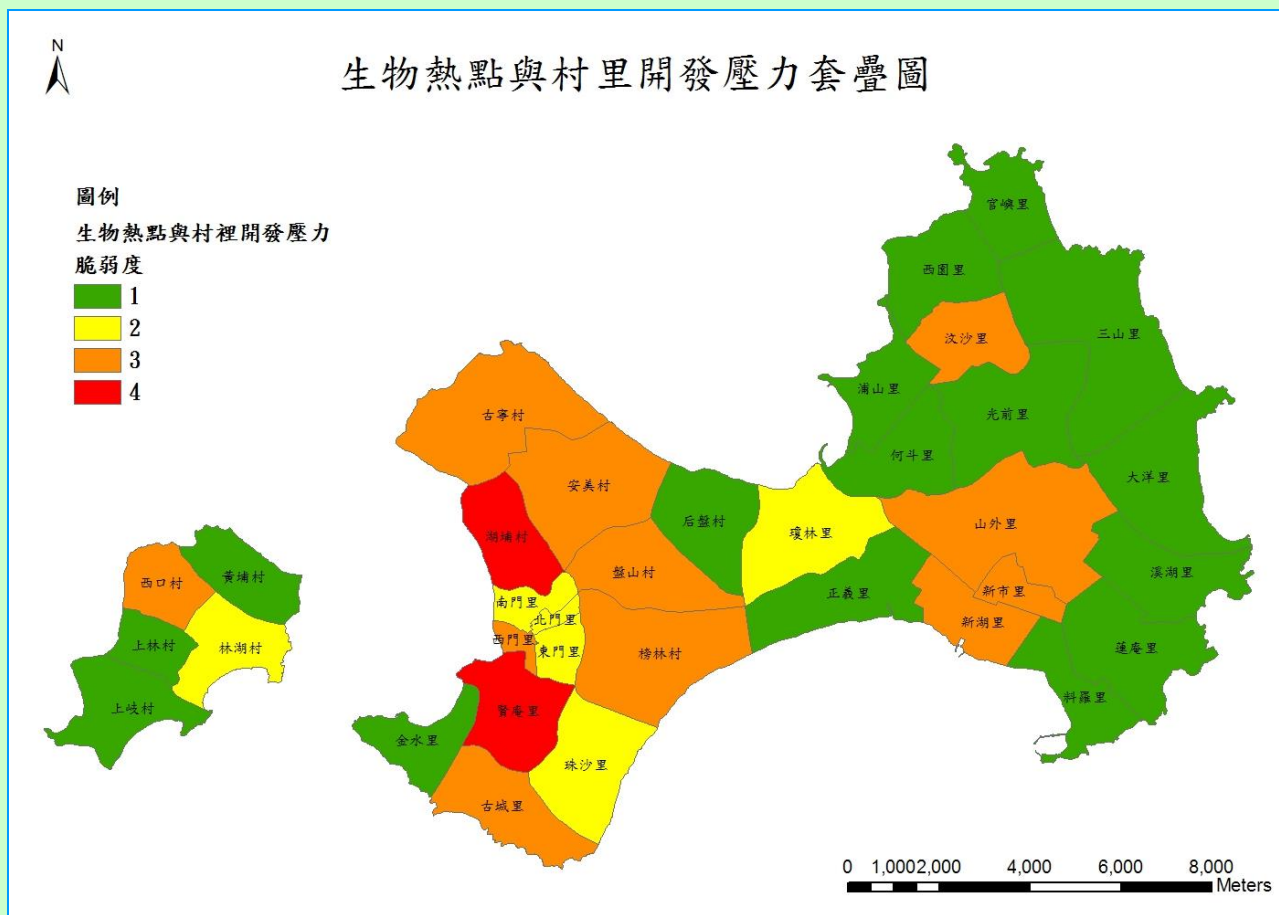 N
生物熱點與村里開發壓力套疊圖
圖例
生物熱點與村裡開發壓力
脆弱度
1
2
3
4
官嶼里
西園里
汶沙里
三山里
浦山里
光前里
何斗里
大洋里
古寧村
安美村
后盤村
瓊林里
山外里
湖埔村
盤山村
正義里
新市里
溪湖里
西口村
黃埔村
南門里
北門里
新湖里
上林村
林湖村
西門里
東門里
榜林村
蓮庵里
料羅里
上岐村
賢庵里
金水里
珠沙里
古城里
0 1,0002,000 4,000 6,000 8,000
Meters